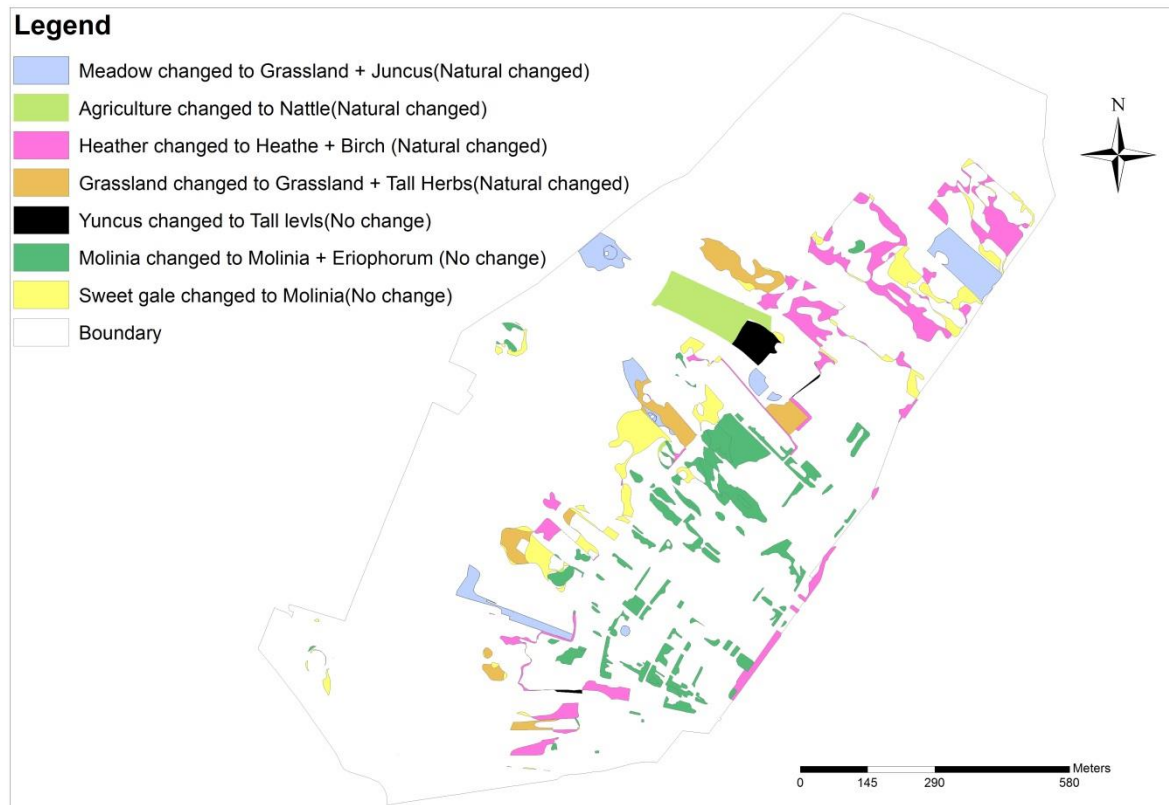 Legend
Meadow changed to Grassland + Juncus(Natural changed)
Agriculture changed to Nattle(Natural changed)
Heather changed to Heathe + Birch (Natural changed)
Grassland changed to Grassland + Tall Herbs(Natural changed)
Yuncus changed to Tall levls(No change)
Molinia changed to Molinia + Eriophorum (No change)
Sweet gale changed to Molinia(No change)
Boundary
N
Meters
0 145 290 580